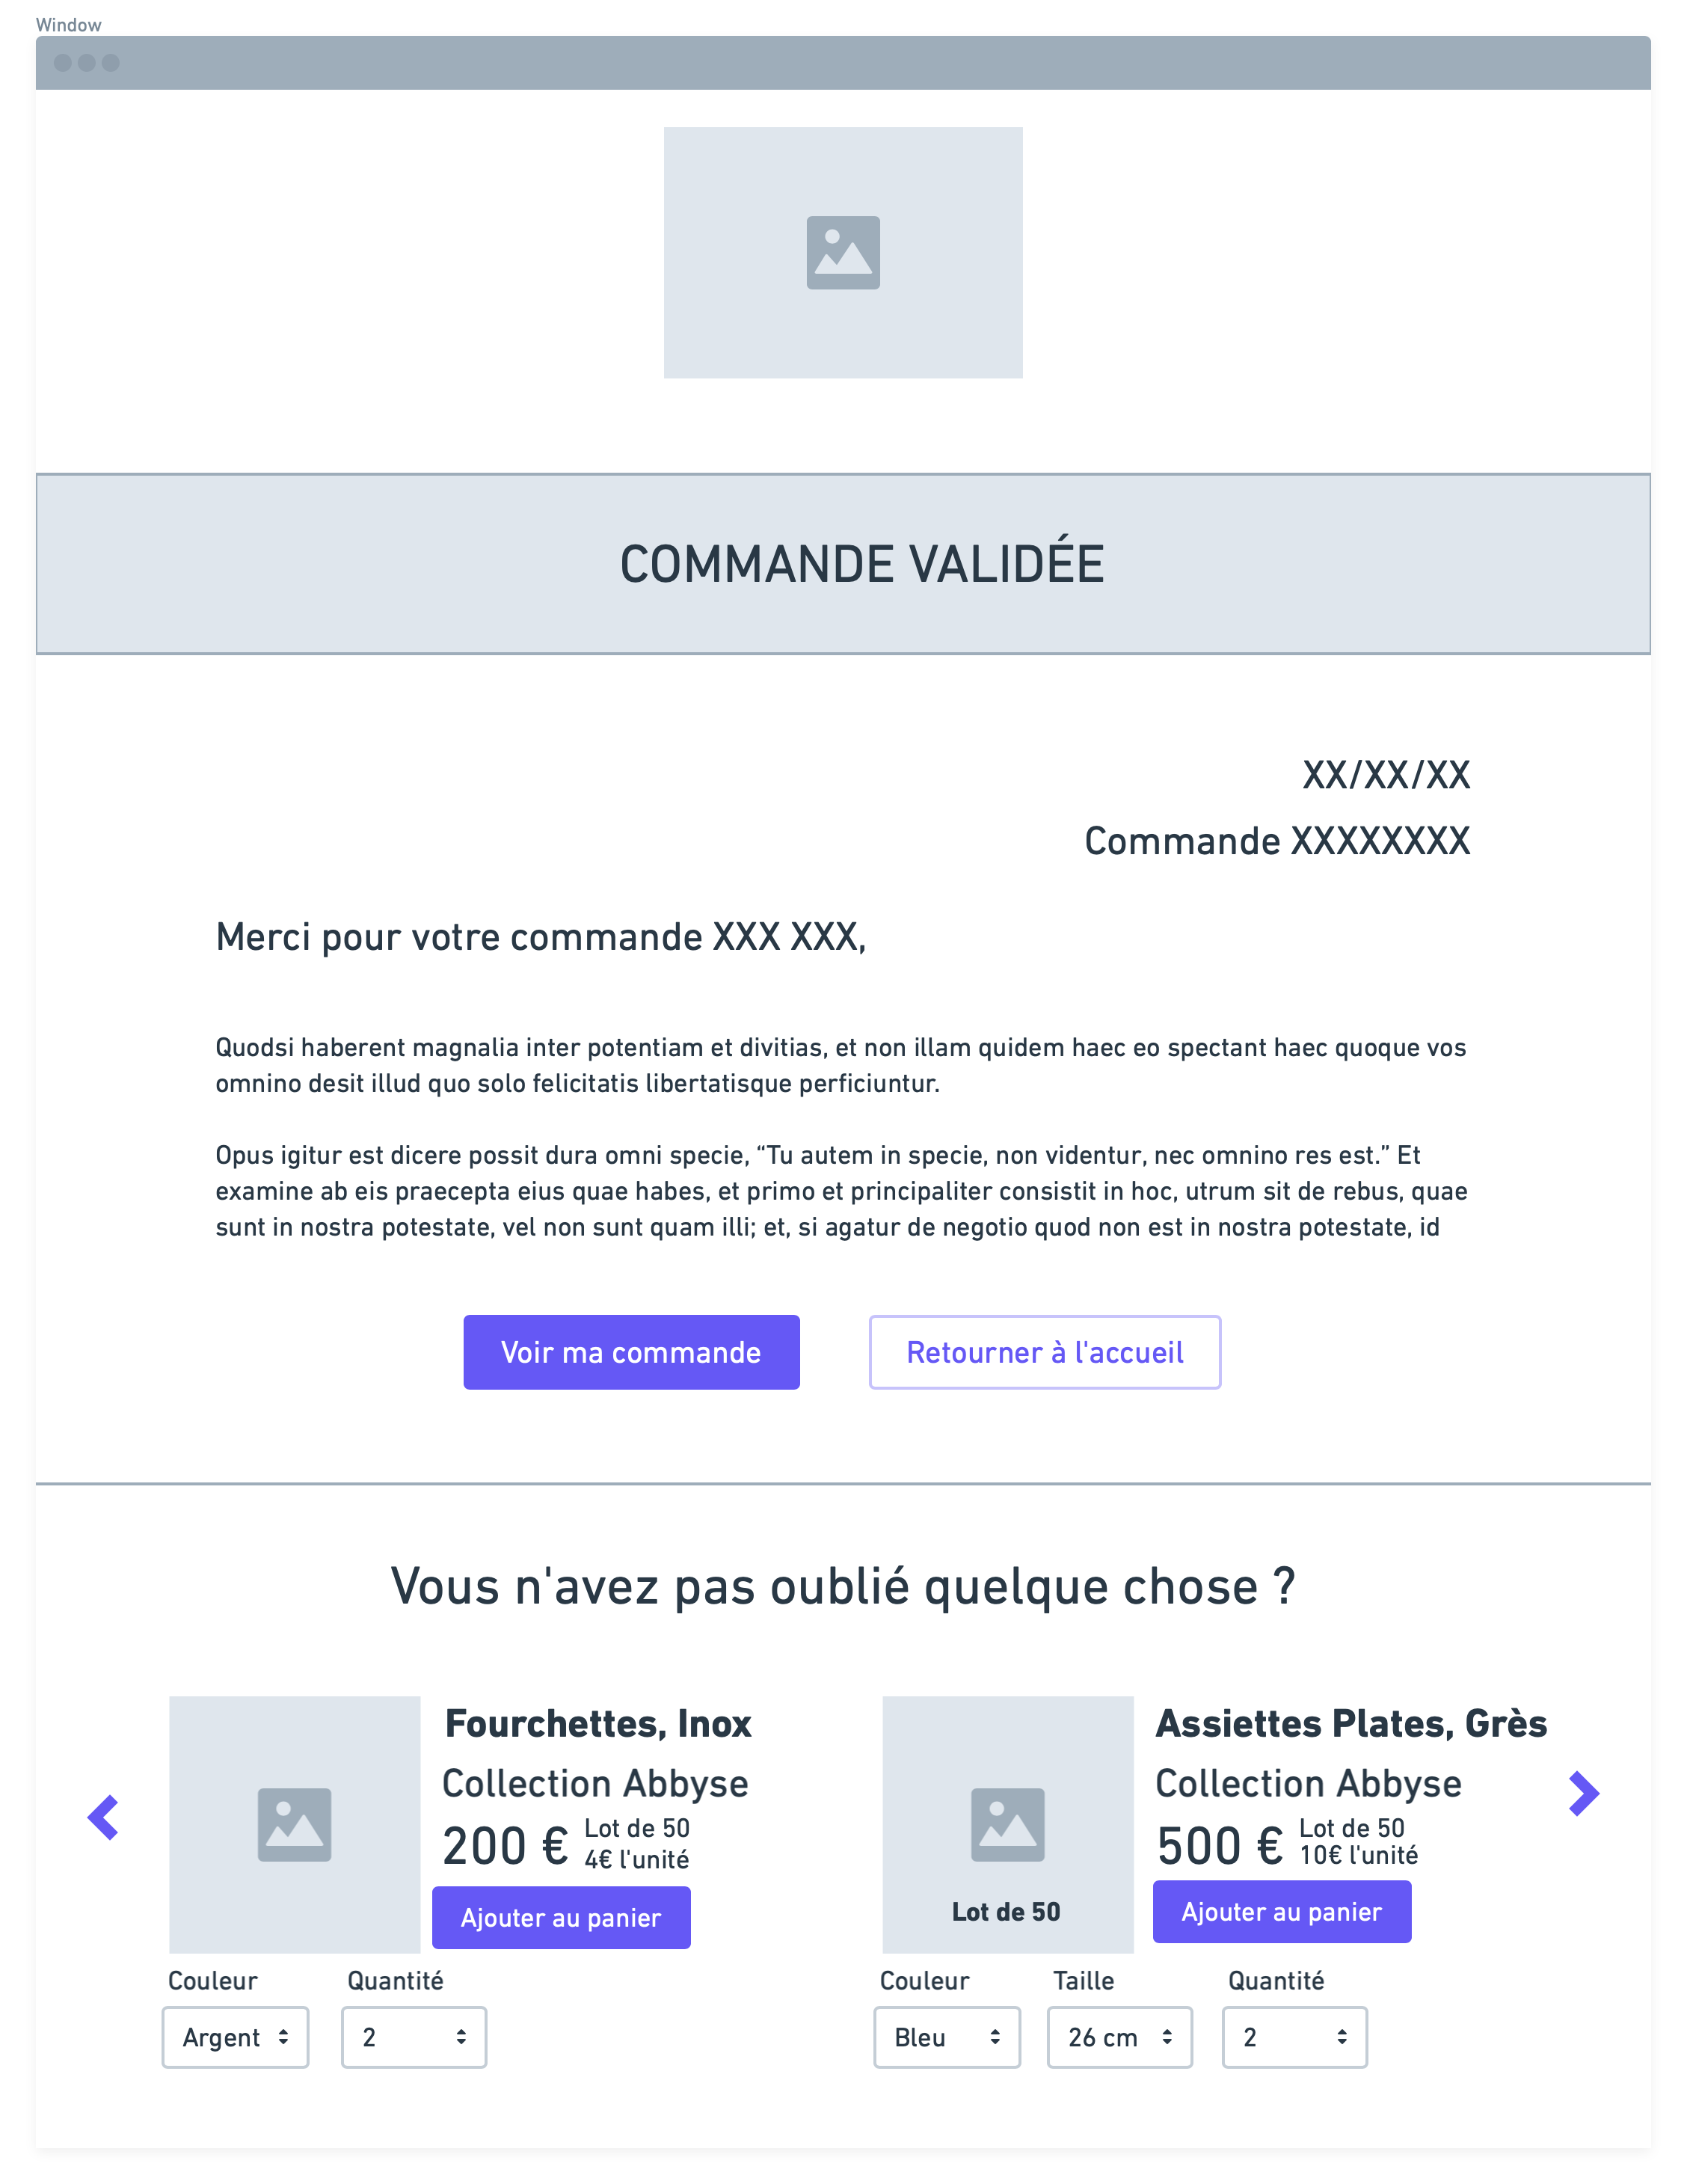 Window
COMMANDE VALIDÉE
XX/XX/XX
Commande XXXXXXXX
Merci pour votre commande XXX XXX,
Quodsi haberent magnalia inter potentiam et divitias, et non illam quidem haec eo spectant haec quoque vos
omnino desit illud quo solo felicitatis libertatisque perficiuntur.
Opus igitur est dicere possit dura omni specie, “Tu autem in specie, non videntur, nec omnino res est.” Et
examine ab eis praecepta eius quae habes, et primo et principaliter consistit in hoc, utrum sit de rebus, quae
sunt in nostra potestate, vel non sunt quam illi; et, si agatur de negotio quod non est in nostra potestate, id
Voir ma commande
Retourner à l'accueil
Vous n'avez pas oublié quelque chose ?
Fourchettes, Inox
Collection Abbyse
200 €
Lot de 50
4€ l'unité
Ajouter au panier
Couleur
Quantité
Argent
2
Assiettes Plates, Grès
Collection Abbyse
500 €
Lot de 50
10€ l'unité
Lot de 50
Ajouter au panier
Couleur
Taille
Quantité
Bleu
26 cm
2